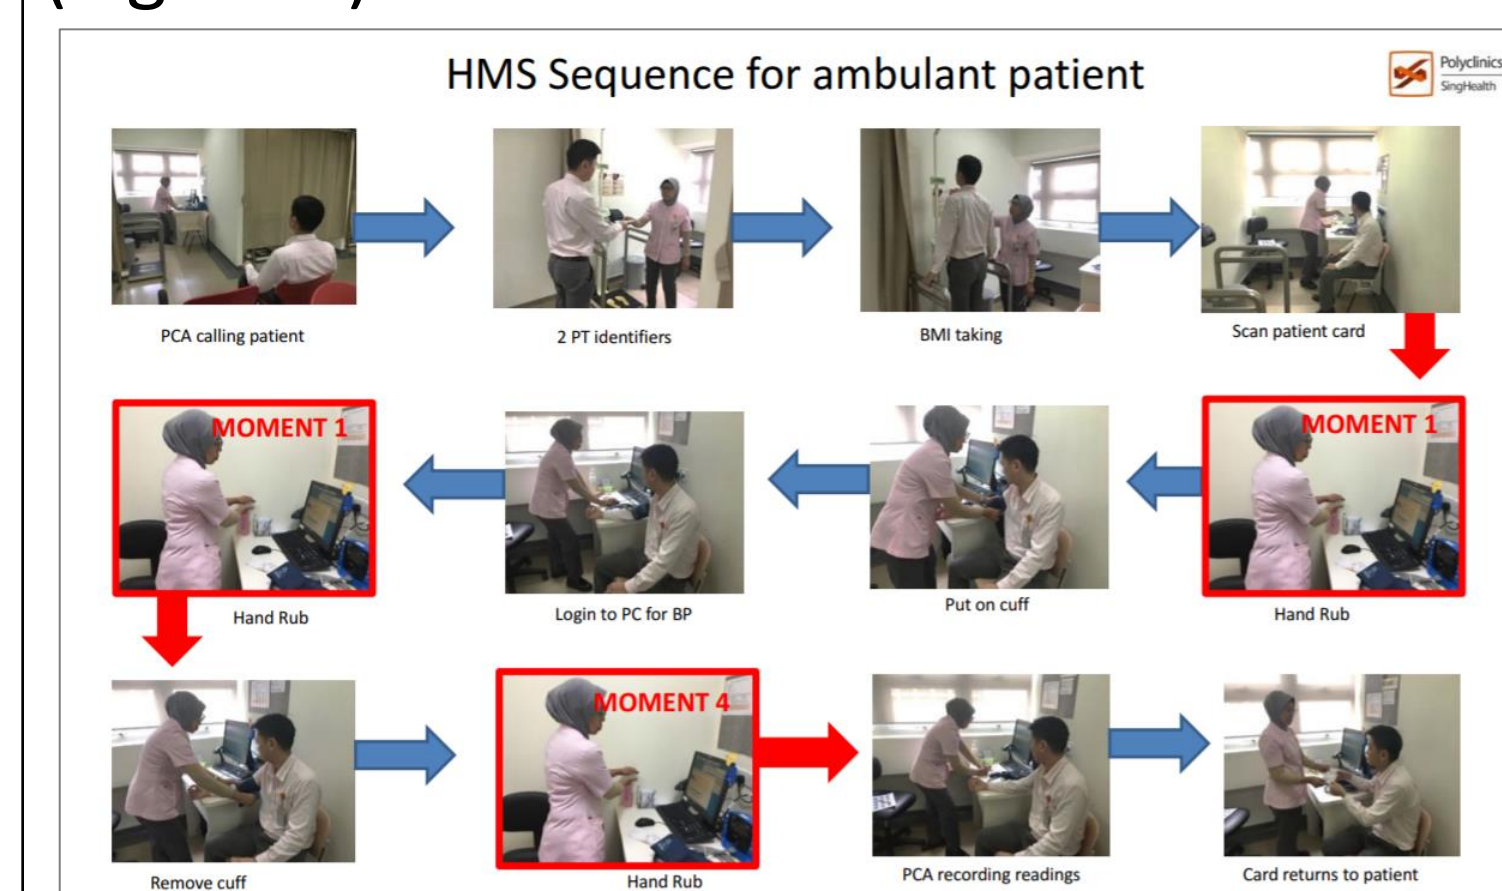 HMS Sequence for ambulant patient
Polyclinics
SingHealth
PCA calling patient
2 PT identifiers
BMI taking
Scan patient card
MOMENT 1
MOMENT 1
Hand Rub
Login to PC for BP
Put on cuff
Hand Rub
MOMENT 4
Remove cuff
Hand Rub
PCA recording readings
Card returns to patient